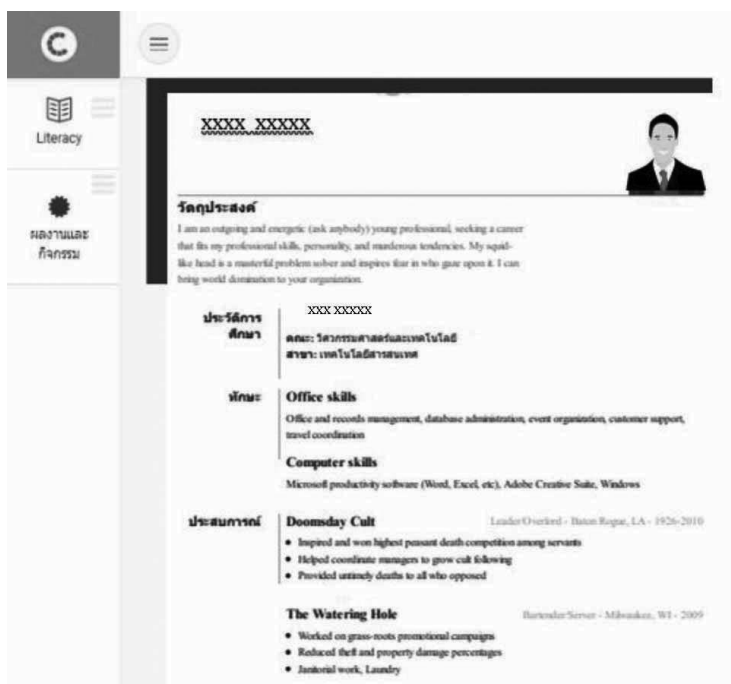 C
Literacy
ผลงานและ
กิจกรรม
XXXX XXXXX
วัตถุประสงค์
I am an outgoing and energetic (ask anybody) young professional, seeking a career
that fits my professional skills, personality, and murderous tendencies. My squid-
like head is a masterful problem solver and inspires fear in who gaze upon it. I can
bring world domination to your organization.
ประวัติการ
ศึกษา
XXX XXXXX
คณะ: วิศวกรรมศาสตร์และเทคโนโลยี
สาขา: เทคโนโลยีสารสนเทศ
ทักษะ
Office skills
Office and records management, database administration, event organization, customer support,
travel coordination
Computer skills
Microsoft productivity software (Word, Excel, etc), Adobe Creative Suite, Windows
ประสบการณ์
Doomsday Cult
Leader/Overlord - Baton Rogue, LA - 1926-2010
Inspired and won highest peasant death competition among servants
Helped coordinate managers to grow cult following
Provided untimely deaths to all who opposed
The Watering Hole
Bartender/Server - Milwaukee, WI - 2009
Worked on grass-roots promotional campaigns
Reduced theft and property damage percentages
Janitorial work, Laundry